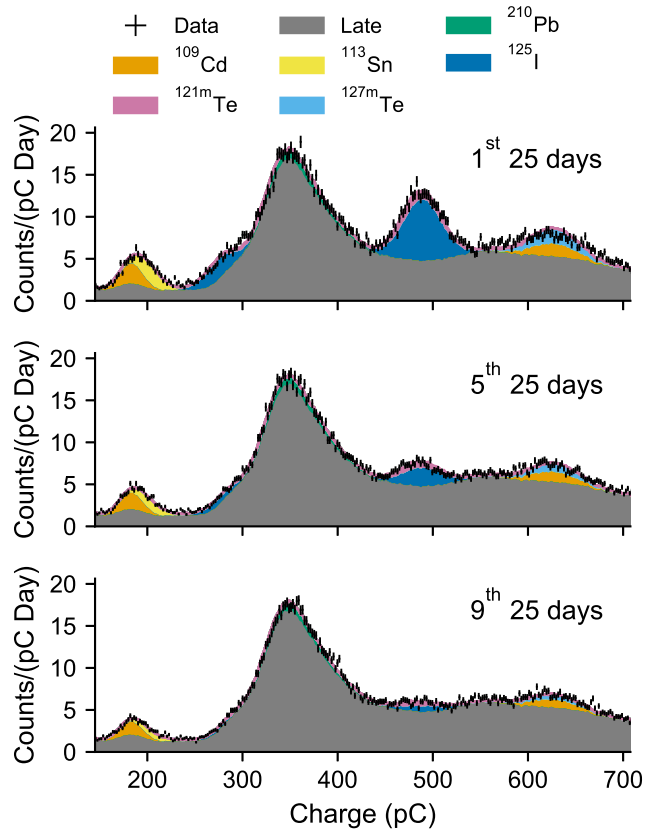 Data Late ²¹⁰Pb
¹⁰⁹Cd ¹¹³Sn ¹²⁵I
¹²¹ᵐTe ¹²⁷ᵐTe
20
15
10
5
0
Counts/(pC Day)
1ˢᵗ 25 days
20
15
10
5
0
Counts/(pC Day)
5ᵗʰ 25 days
20
15
10
5
0
Counts/(pC Day)
9ᵗʰ 25 days
200 300 400 500 600 700
Charge (pC)